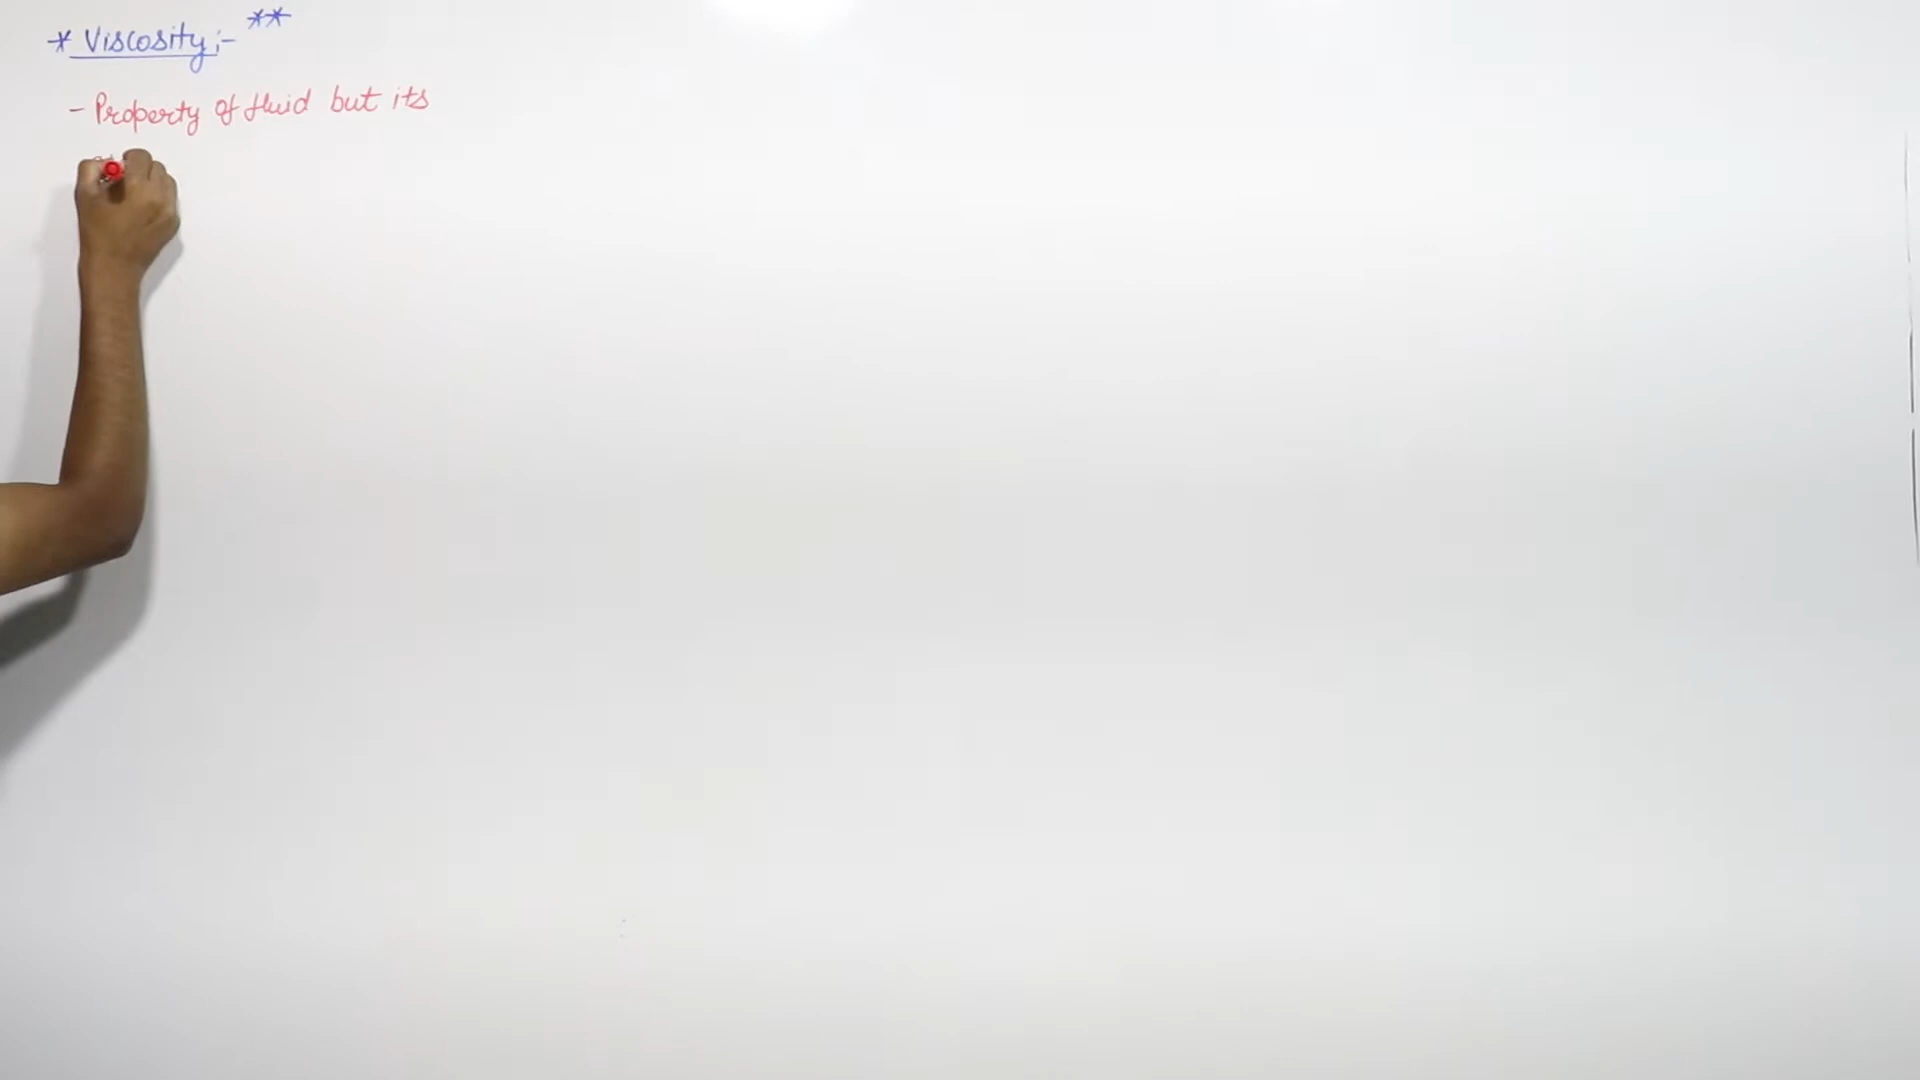 * Viscosity :- **
- Property of fluid but its